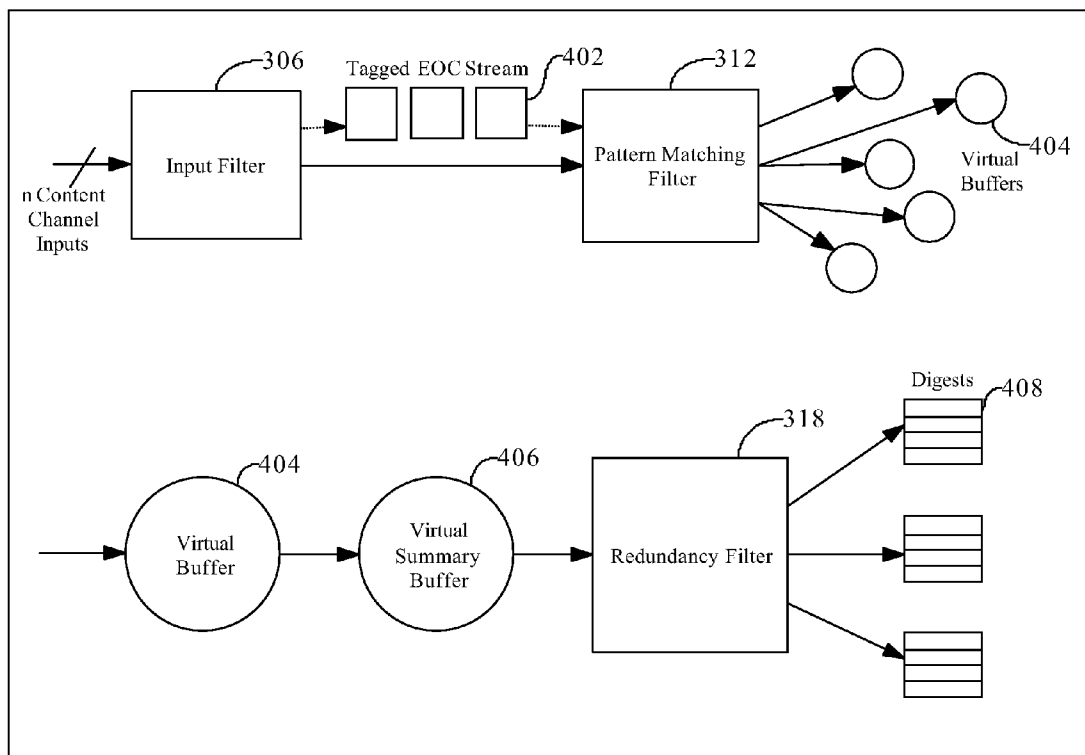 306
Tagged EOC Stream
402
312
404
Input Filter
Pattern Matching
Filter
Virtual
Buffers
n Content
Channel
Inputs
Digests
408
318
404
406
Virtual
Buffer
Virtual
Summary
Buffer
Redundancy Filter